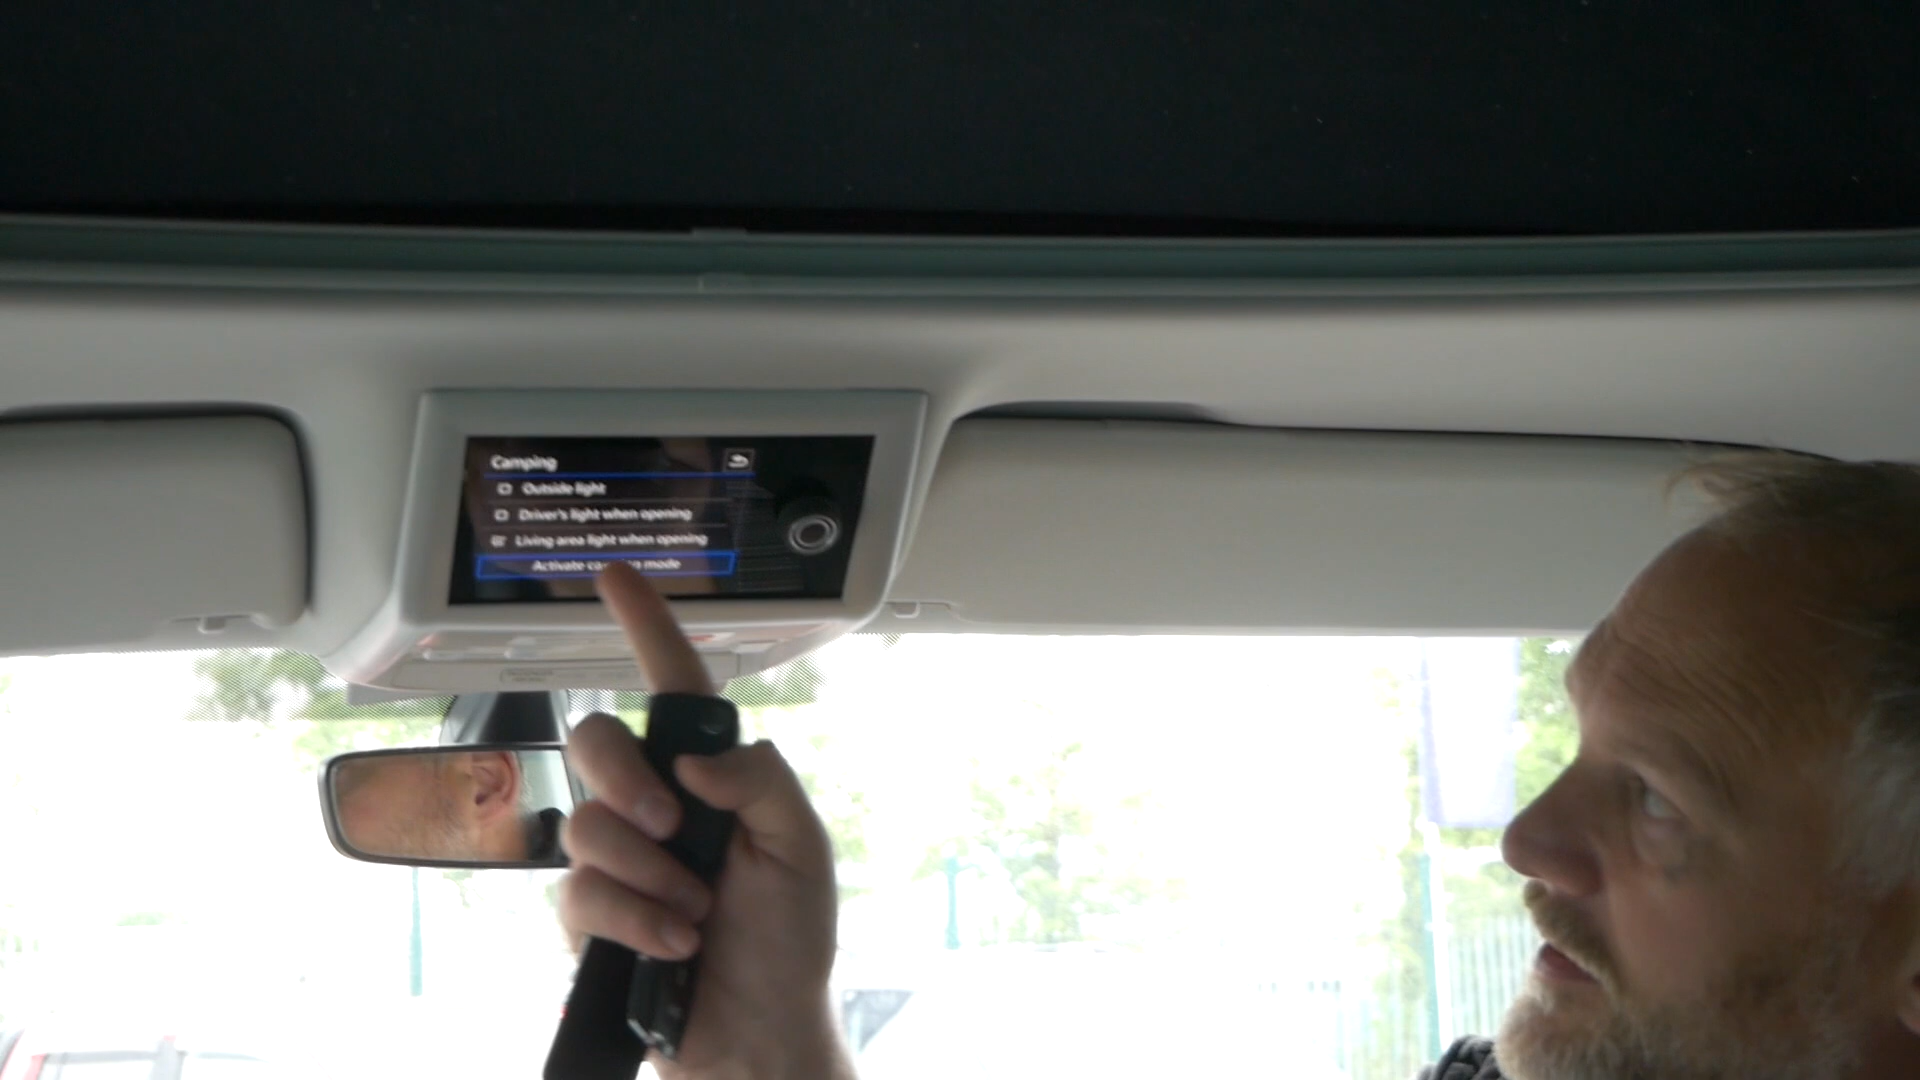 Camping
Outside light
Driver's light when opening
Living area light when opening
Activate mode